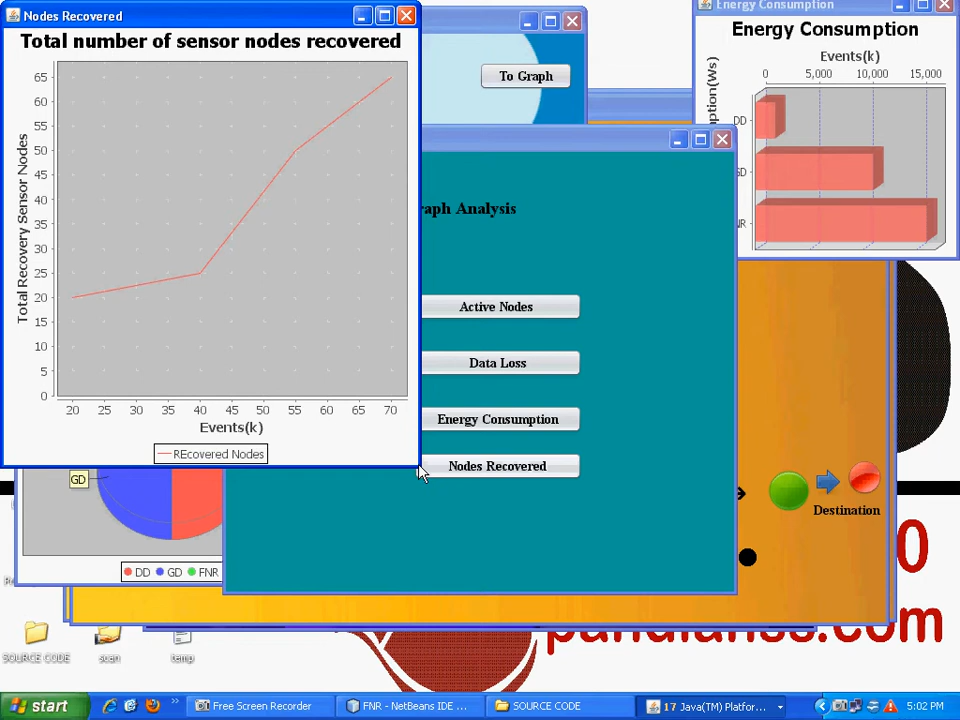 Nodes Recovered
Total number of sensor nodes recovered
Total Recovery Sensor Nodes
65
60
55
50
45
40
35
30
25
20
15
10
5
0
20 25 30 35 40 45 50 55 60 65 70
Events(k)
REcovered Nodes
To Graph
Energy Consumption
Energy Consumption
Events(k)
0 5,000 10,000 15,000
DD
raph Analysis
Active Nodes
Data Loss
Energy Consumption
Nodes Recovered
GD
DD GD FNR
Destination
0
pandianss.com
SOURCE CODE
scan
temp
start
Free Screen Recorder
FNR - NetBeans IDE ...
SOURCE CODE
17 Java(TM) Platfor...
5:02 PM